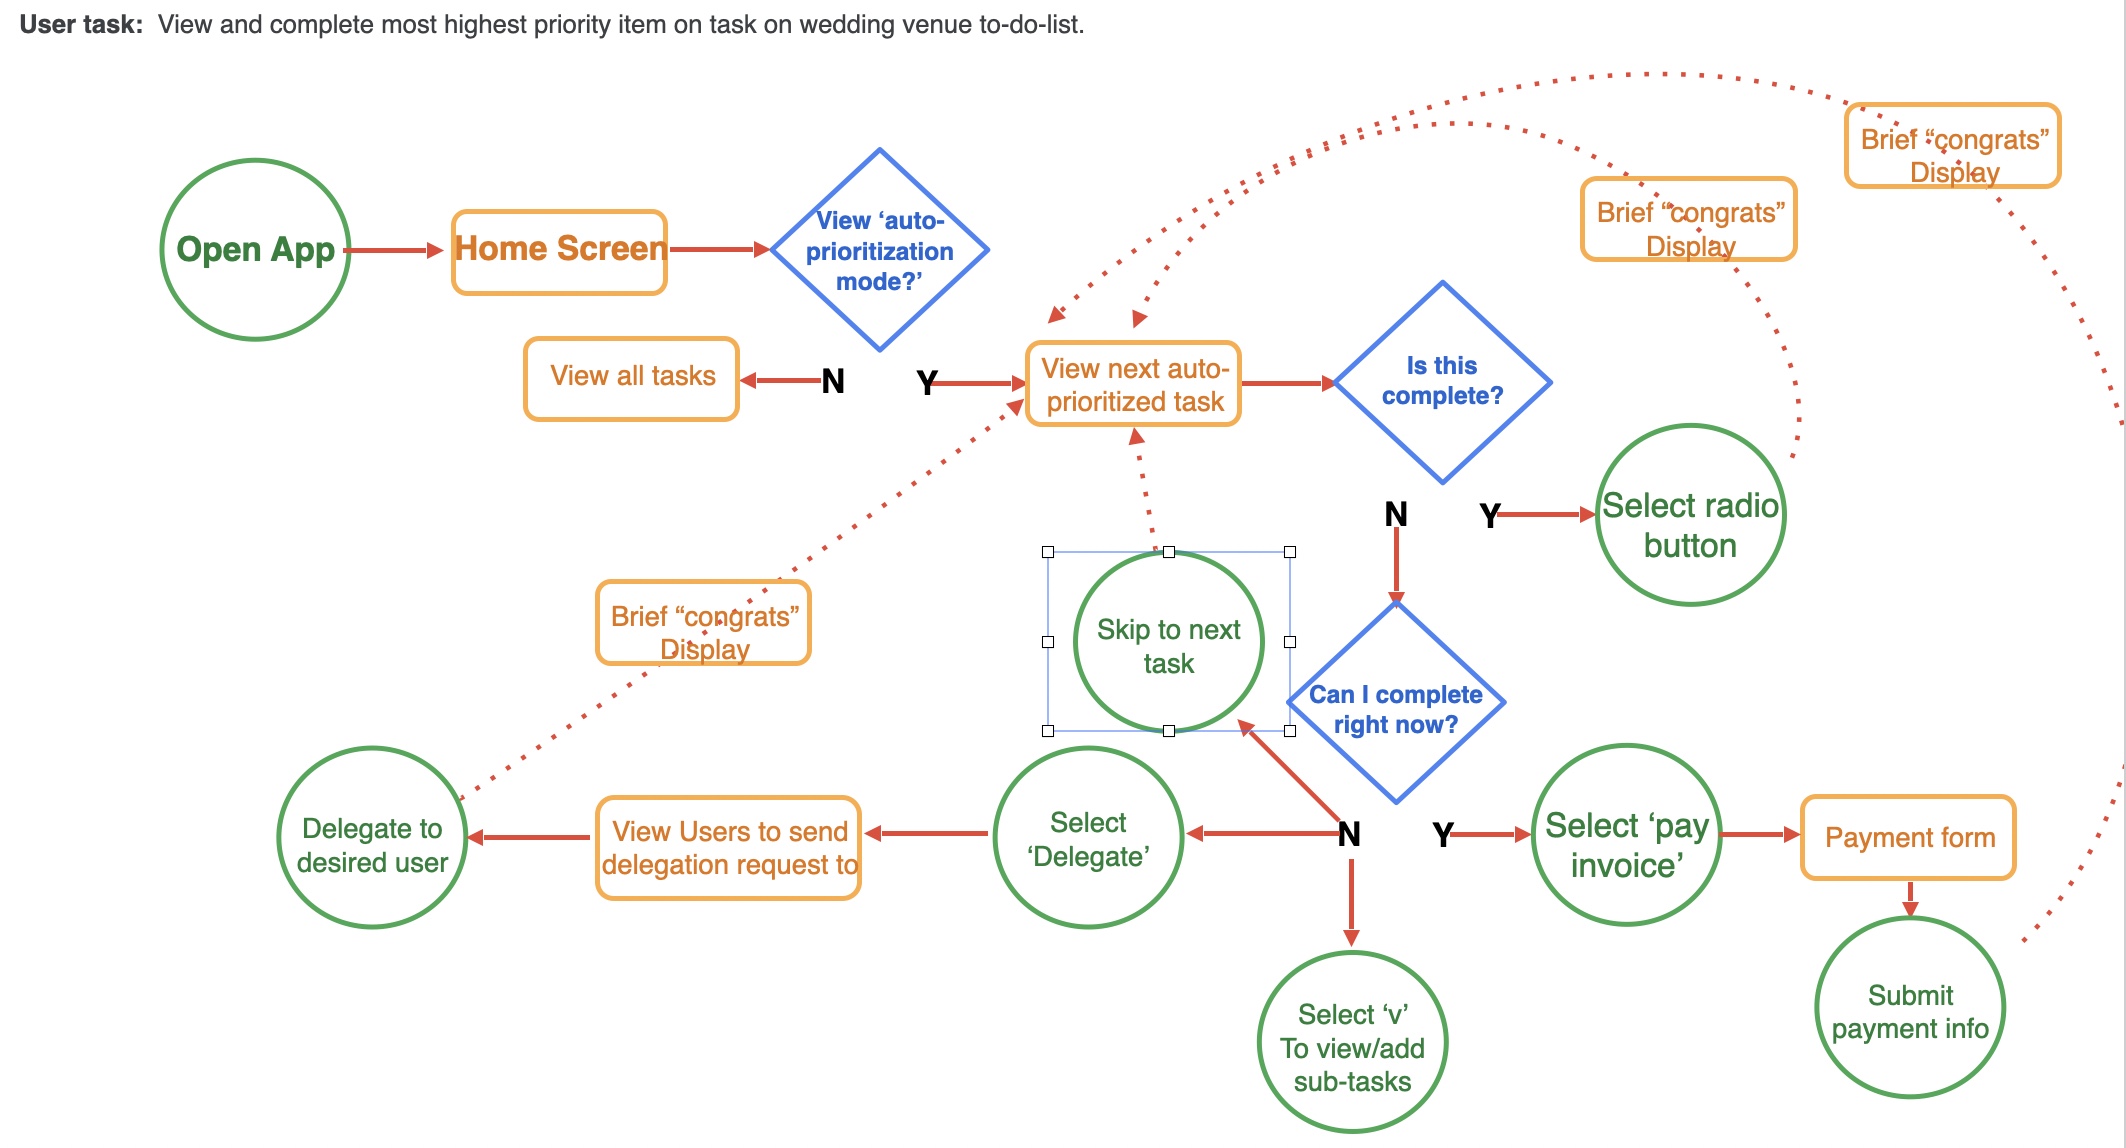 User task: View and complete most highest priority item on task on wedding venue to-do-list.
Brief “congrats”
Display
Brief “congrats”
Display
Open App
Home Screen
View ‘auto-
prioritization
mode?’
View all tasks
N
Y
View next auto-
prioritized task
Is this
complete?
N
Y
Select radio
button
Brief “congrats”
Display
Skip to next
task
Can I complete
right now?
Delegate to
desired user
View Users to send
delegation request to
Select
‘Delegate’
N
Y
Select ‘pay
invoice’
Payment form
Select ‘v’
To view/add
sub-tasks
Submit
payment info